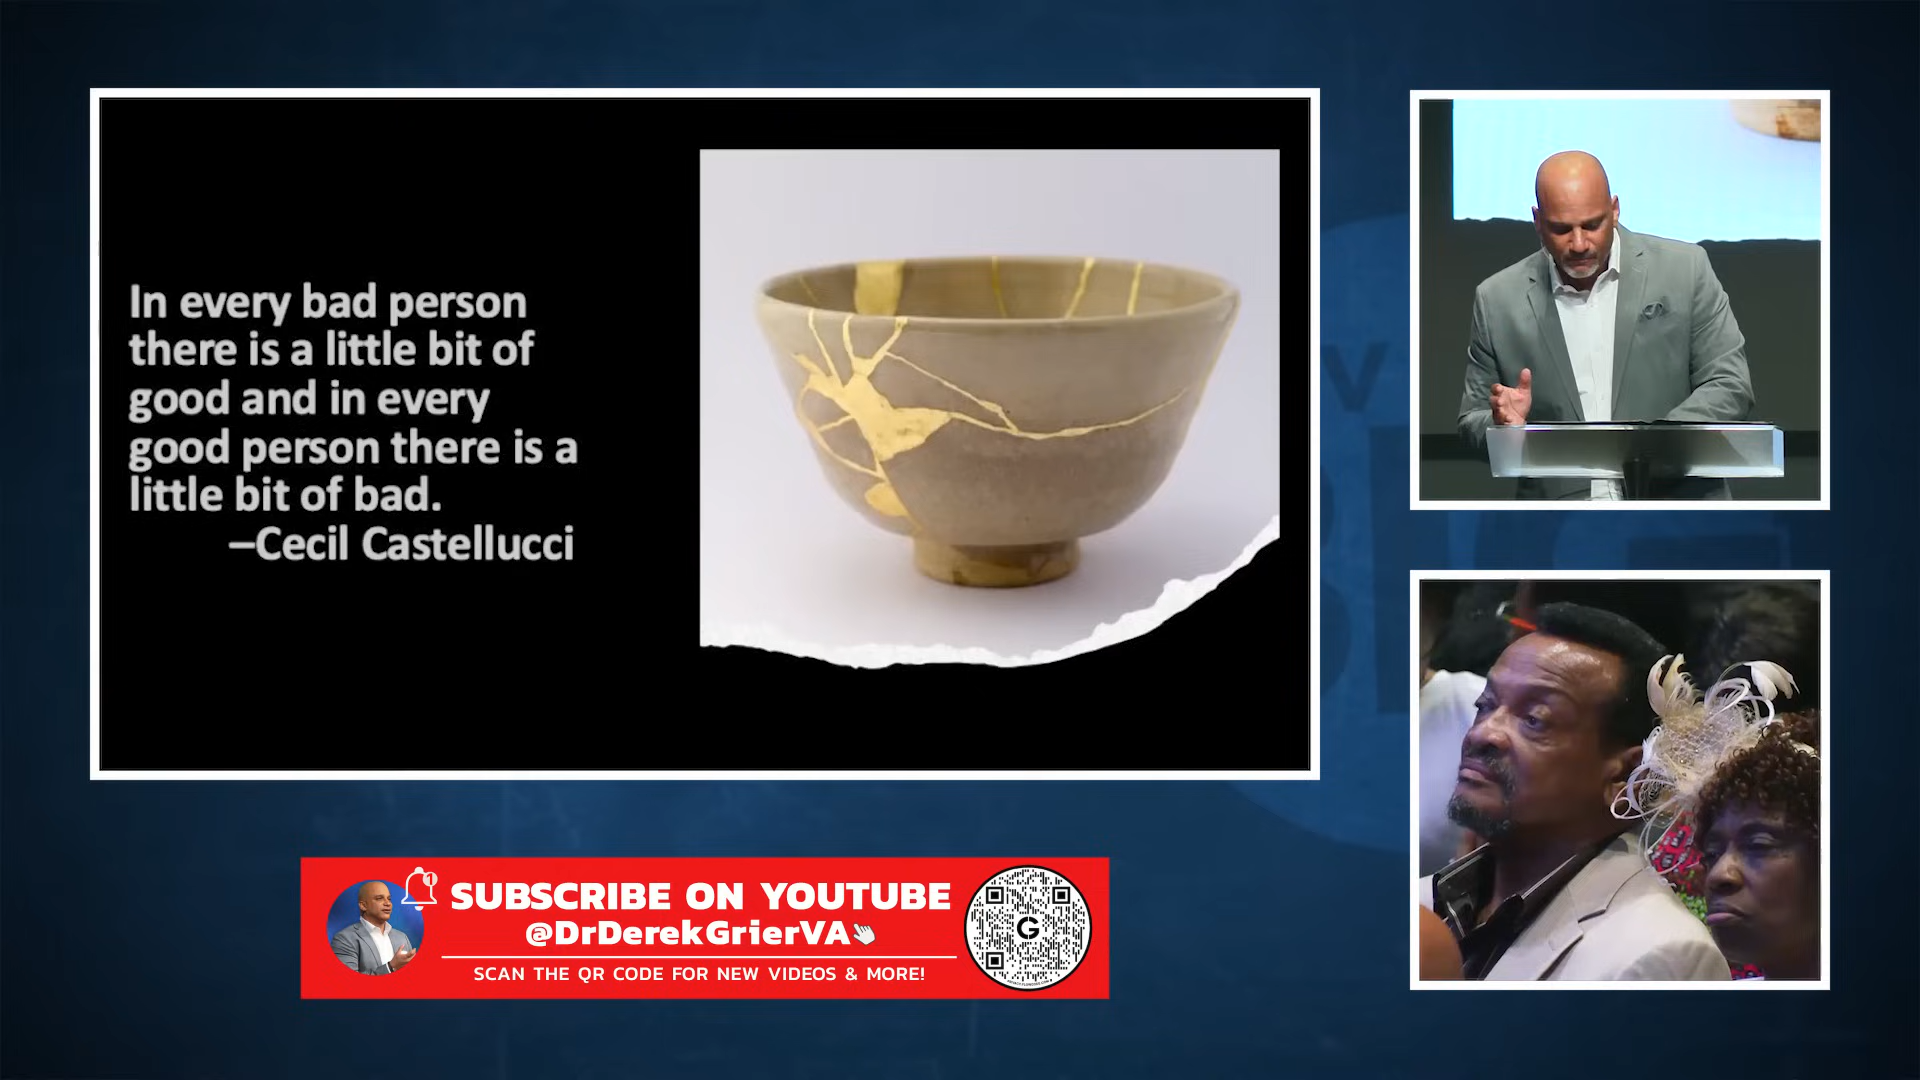 In every bad person
there is a little bit of
good and in every
good person there is a
little bit of bad.
–Cecil Castellucci
SUBSCRIBE ON YOUTUBE
@DrDerekGrierVA
SCAN THE QR CODE FOR NEW VIDEOS & MORE!
G